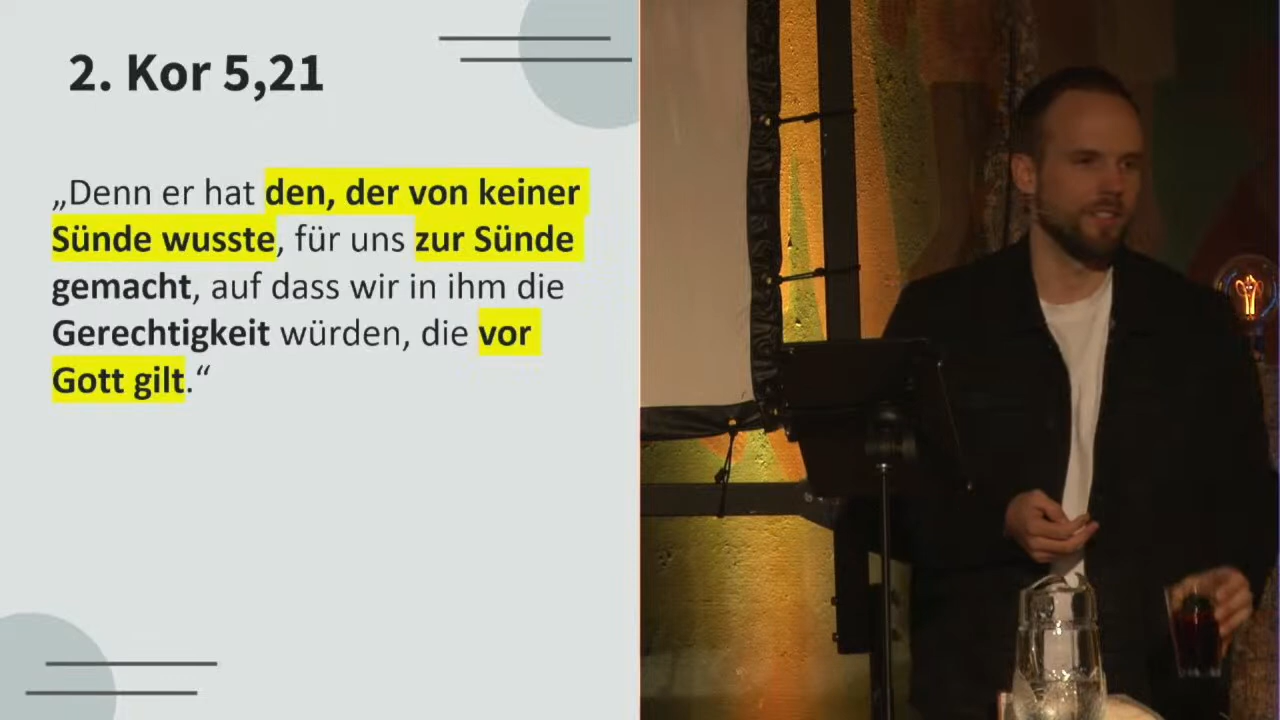 2. Kor 5,21
„Denn er hat den, der von keiner
Sünde wusste, für uns zur Sünde
gemacht, auf dass wir in ihm die
Gerechtigkeit würden, die vor
Gott gilt.“